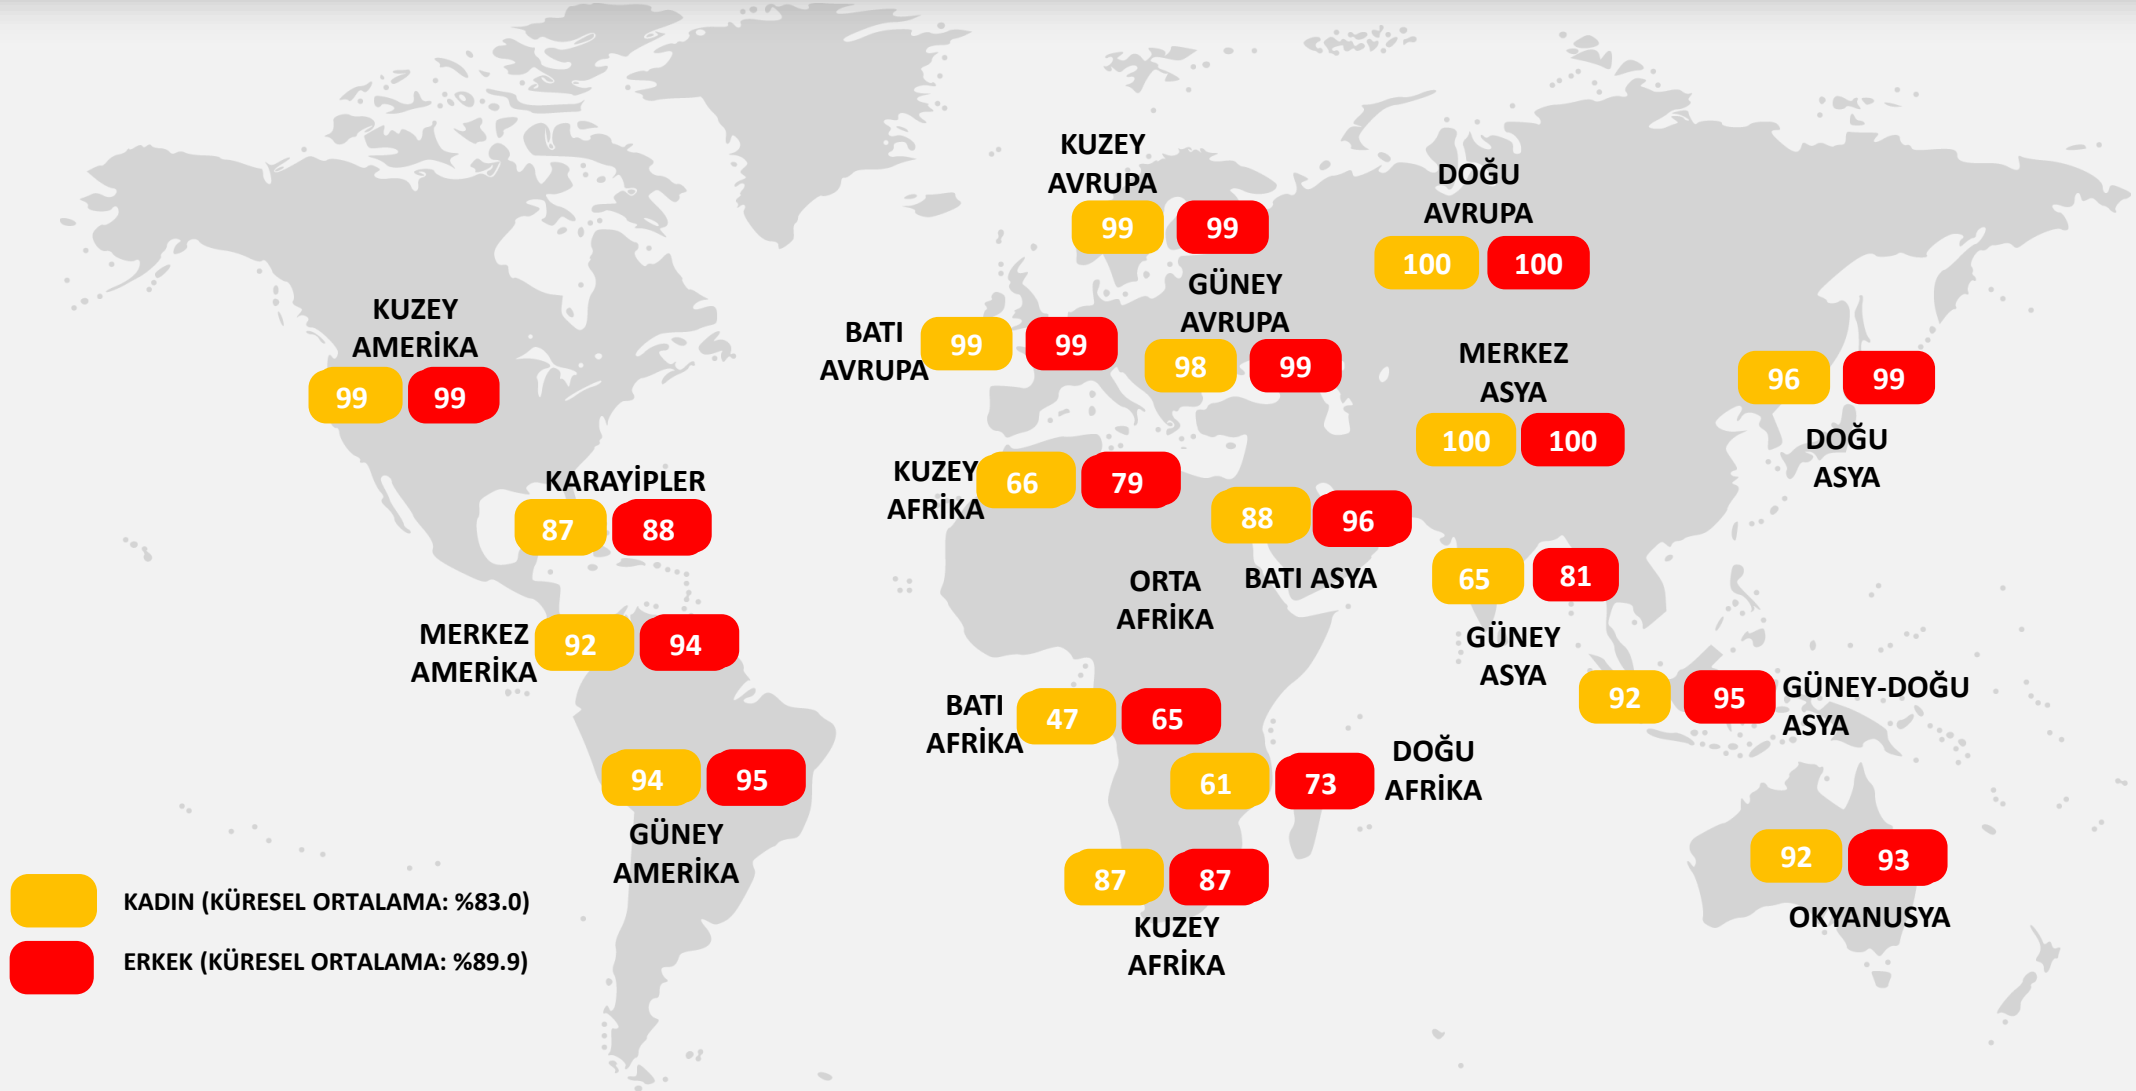 KUZEY
AVRUPA
99 99
DOĞU
AVRUPA
100 100
KUZEY
AMERİKA
99 99
BATI
AVRUPA
99 99
GÜNEY
AVRUPA
98 99
MERKEZ
ASYA
100 100
96 99
DOĞU
ASYA
KARAYİPLER
87 88
KUZEY
AFRİKA
66 79
88 96
BATI ASYA
ORTA
AFRİKA
65 81
GÜNEY
ASYA
MERKEZ
AMERİKA
92 94
92 95
GÜNEY-DOĞU
ASYA
BATI
AFRİKA
47 65
94 95
GÜNEY
AMERİKA
61 73
DOĞU
AFRİKA
87 87
KUZEY
AFRİKA
92 93
OKYANUSYA
KADIN (KÜRESEL ORTALAMA: %83.0)
ERKEK (KÜRESEL ORTALAMA: %89.9)